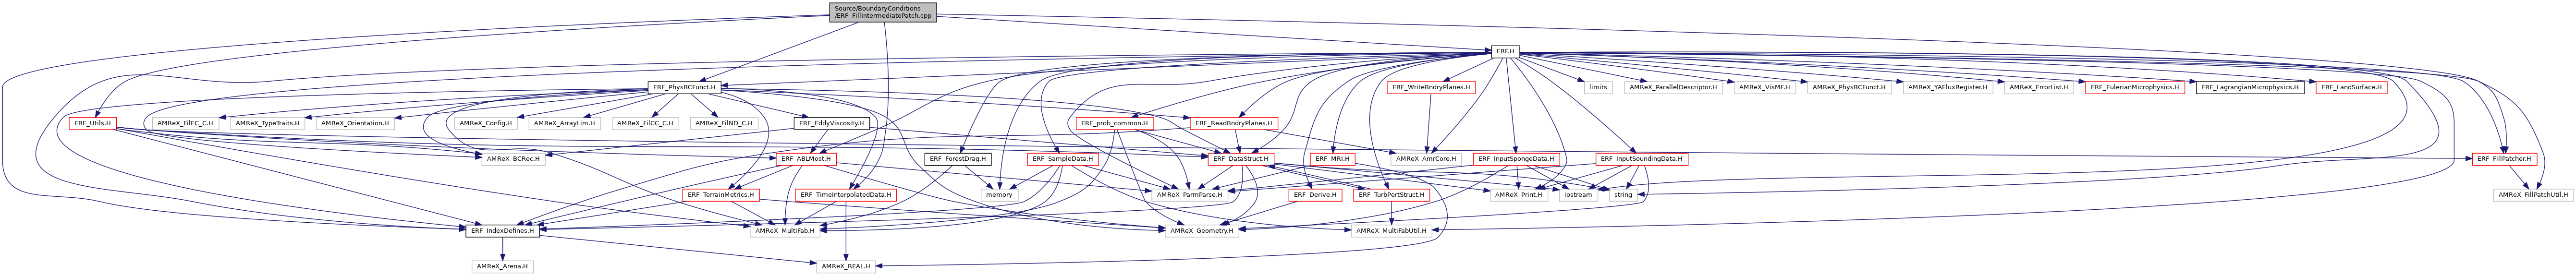 Source/BoundaryConditions
/ERF_FillIntermediatePatch.cpp
ERF.H
ERF_PhysBCFunct.H
ERF_WriteBndryPlanes.H
limits
AMReX_ParallelDescriptor.H
AMReX_VisMF.H
AMReX_PhysBCFunct.H
AMReX_YAFluxRegister.H
AMReX_ErrorList.H
ERF_EulerianMicrophysics.H
ERF_LagrangianMicrophysics.H
ERF_LandSurface.H
ERF_Utils.H
AMReX_FilFC_C.H
AMReX_TypeTraits.H
AMReX_Orientation.H
AMReX_Config.H
AMReX_ArrayLim.H
AMReX_FilCC_C.H
AMReX_FilND_C.H
ERF_EddyViscosity.H
ERF_prob_common.H
ERF_ReadBndryPlanes.H
AMReX_BCRec.H
ERF_ABLMost.H
ERF_ForestDrag.H
ERF_SampleData.H
ERF_DataStruct.H
ERF_MRI.H
AMReX_AmrCore.H
ERF_InputSpongeData.H
ERF_InputSoundingData.H
ERF_FillPatcher.H
ERF_TerrainMetrics.H
ERF_TimeInterpolatedData.H
memory
AMReX_ParmParse.H
ERF_Derive.H
ERF_TurbPertStruct.H
AMReX_Print.H
iostream
string
AMReX_FillPatchUtil.H
ERF_IndexDefines.H
AMReX_MultiFab.H
AMReX_Geometry.H
AMReX_MultiFabUtil.H
AMReX_Arena.H
AMReX_REAL.H